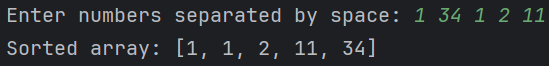 Enter numbers separated by space: 1 34 1 2 11
Sorted array: [1, 1, 2, 11, 34]